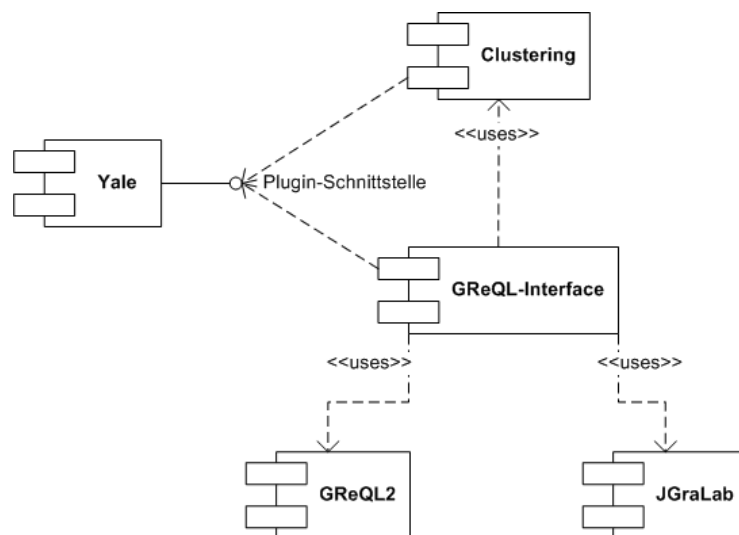 Clustering
<<uses>>
Yale
Plugin-Schnittstelle
GReQL-Interface
<<uses>>
<<uses>>
GReQL2
JGraLab